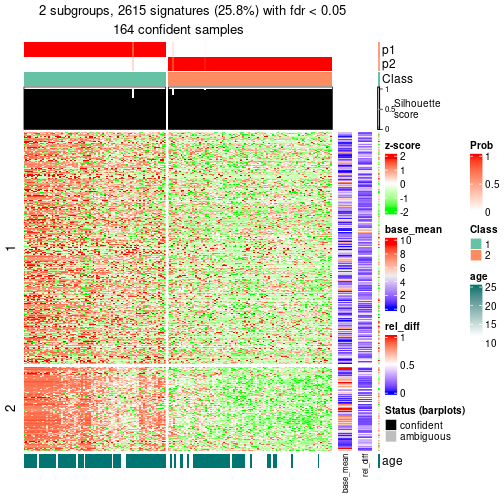 2 subgroups, 2615 signatures (25.8%) with fdr < 0.05
164 confident samples
p1
p2
Class
1
0.5
0
Silhouette
score
1
2
age
base_mean
rel_diff
z-score
2
1
0
-1
-2
base_mean
10
8
6
4
2
0
rel_diff
1
0.5
0
Status (barplots)
confident
ambiguous
Prob
1
0.5
0
Class
1
2
age
25
20
15
10